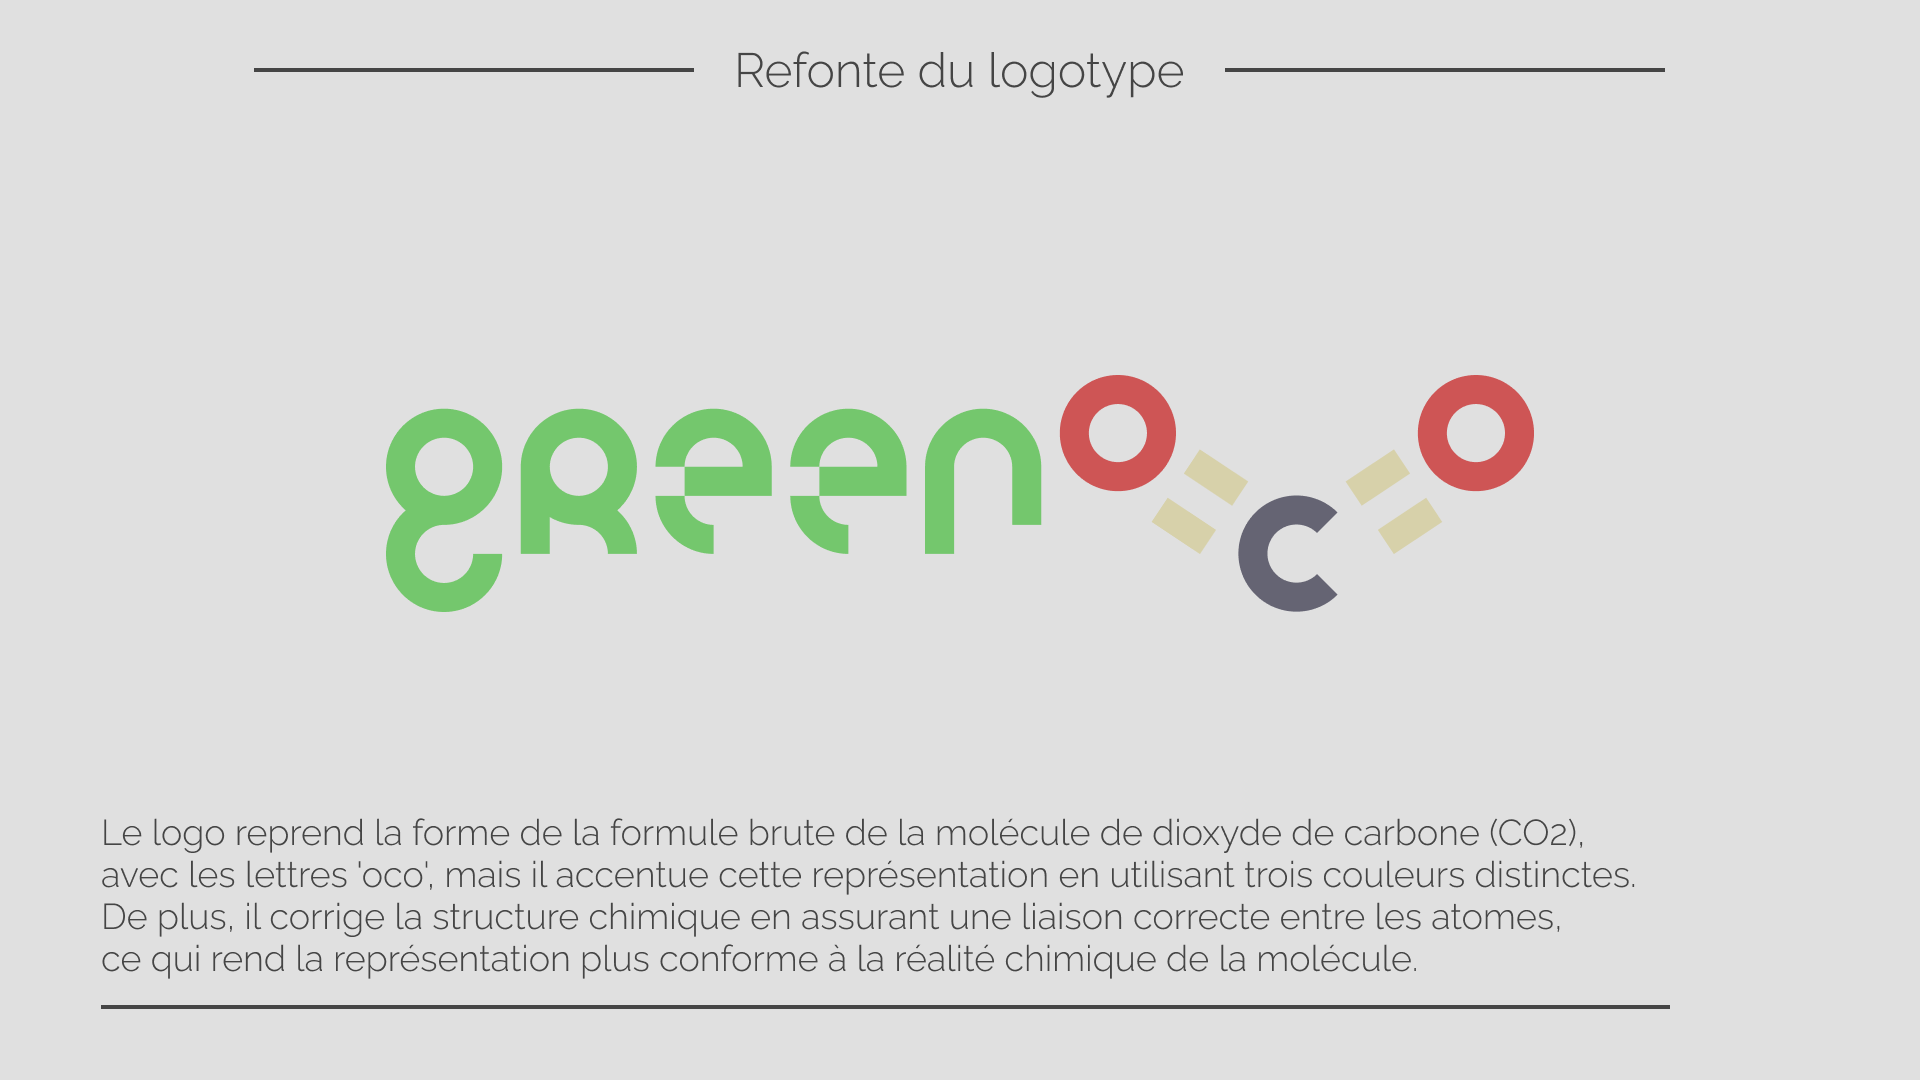 Refonte du logotype
greenoco
Le logo reprend la forme de la formule brute de la molécule de dioxyde de carbone (CO2),
avec les lettres 'oco', mais il accentue cette représentation en utilisant trois couleurs distinctes.
De plus, il corrige la structure chimique en assurant une liaison correcte entre les atomes,
ce qui rend la représentation plus conforme à la réalité chimique de la molécule.